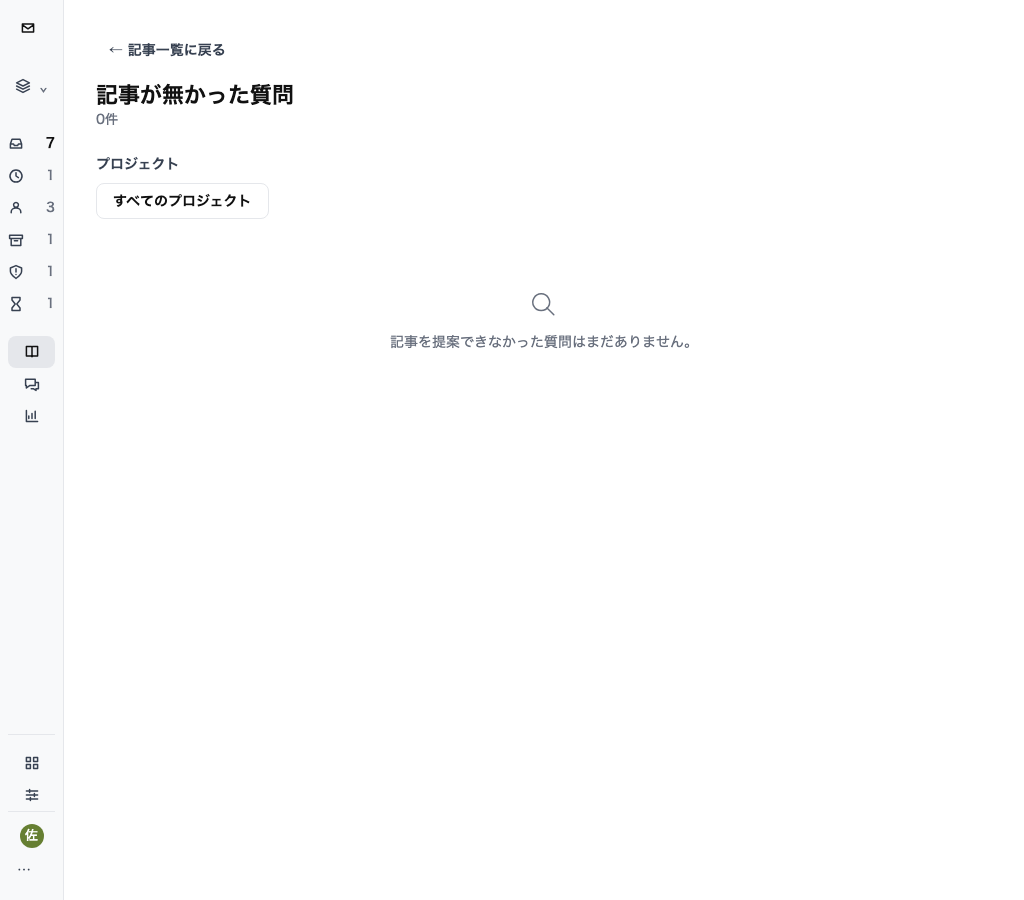 ← 記事一覧に戻る
記事が無かった質問
0件
プロジェクト
すべてのプロジェクト
記事を提案できなかった質問はまだありません。
7
1
3
1
1
1
佐
…